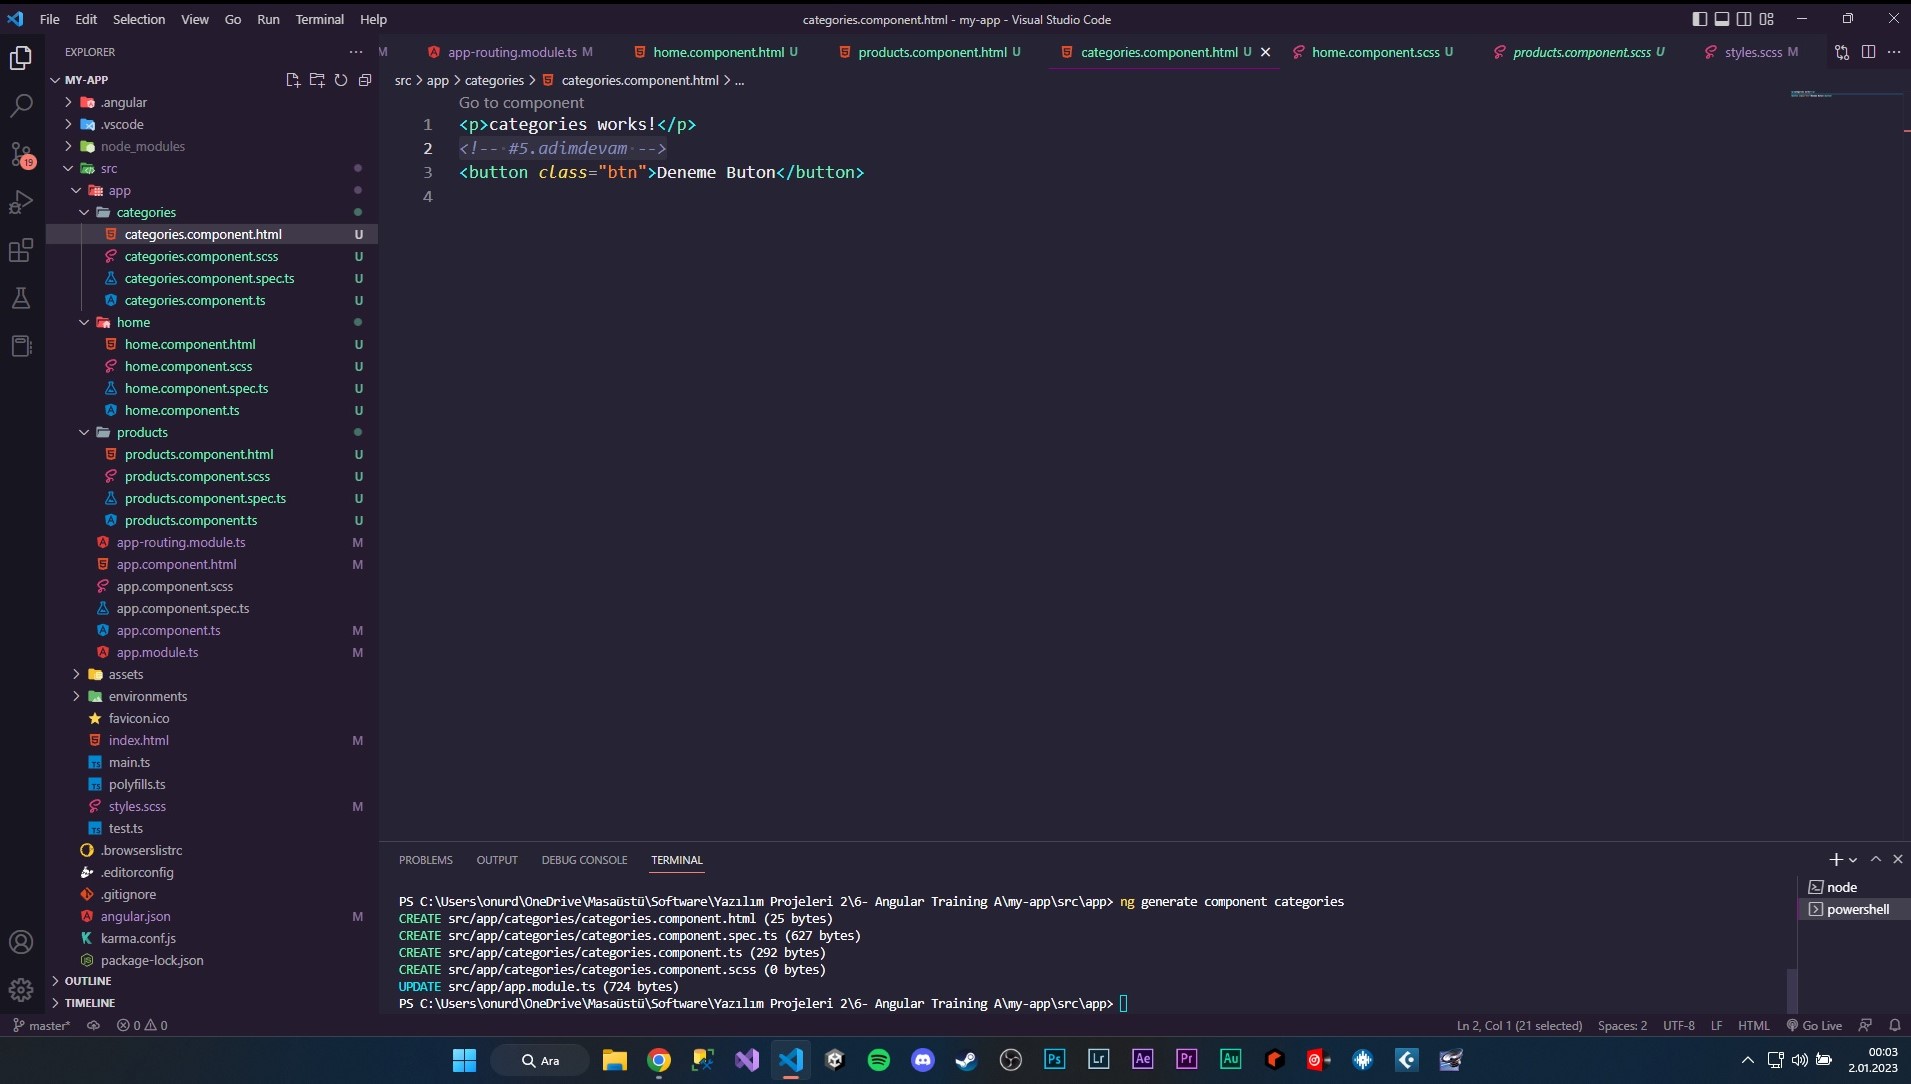 File Edit Selection View Go Run Terminal Help
categories.component.html - my-app - Visual Studio Code
EXPLORER
M
app-routing.module.ts M
home.component.html U
products.component.html U
categories.component.html U
home.component.scss U
products.component.scss U
styles.scss M
MY-APP
src > app > categories > categories.component.html > ...
.angular
.vscode
node_modules
src
app
categories
categories.component.html U
categories.component.scss U
categories.component.spec.ts U
categories.component.ts U
home
home.component.html U
home.component.scss U
home.component.spec.ts U
home.component.ts U
products
products.component.html U
products.component.scss U
products.component.spec.ts U
products.component.ts U
app-routing.module.ts M
app.component.html M
app.component.scss
app.component.spec.ts
app.component.ts M
app.module.ts M
assets
environments
favicon.ico
index.html M
main.ts
polyfills.ts
styles.scss M
test.ts
.browserslistrc
.editorconfig
.gitignore
angular.json M
karma.conf.js
package-lock.json
OUTLINE
TIMELINE
19
Go to component
1 <p>categories works!</p>
2 <!-- #5.adimdevam -->
3 <button class="btn">Deneme Buton</button>
4
PROBLEMS OUTPUT DEBUG CONSOLE TERMINAL
PS C:\Users\onurd\OneDrive\Masaüstü\Software\Yazılım Projeleri 2\6- Angular Training A\my-app\src\app> ng generate component categories
CREATE src/app/categories/categories.component.html (25 bytes)
CREATE src/app/categories/categories.component.spec.ts (627 bytes)
CREATE src/app/categories/categories.component.ts (292 bytes)
CREATE src/app/categories/categories.component.scss (0 bytes)
UPDATE src/app/app.module.ts (724 bytes)
PS C:\Users\onurd\OneDrive\Masaüstü\Software\Yazılım Projeleri 2\6- Angular Training A\my-app\src\app>
node
powershell
master* 0 0
Ln 2, Col 1 (21 selected) Spaces: 2 UTF-8 LF HTML Go Live
Ara
Ps Lr Ae Pr Au
00:03
2.01.2023